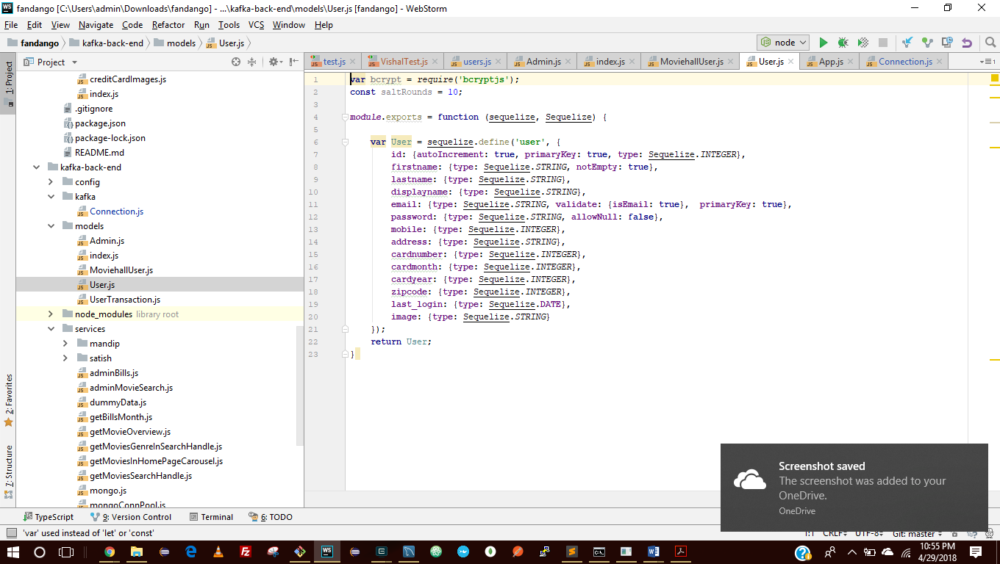 fandango [C:\Users\admin\Downloads\fandango] - ...\kafka-back-end\models\User.js [fandango] - WebStorm
File Edit View Navigate Code Refactor Run Tools VCS Window Help
fandango kafka-back-end models User.js node
Project test.js VishalTest.js users.js Admin.js index.js MoviehallUser.js User.js App.js Connection.js
1: Project
creditCardImages.js
index.js
.gitignore
package.json
package-lock.json
README.md
kafka-back-end
config
kafka
Connection.js
models
Admin.js
index.js
MoviehallUser.js
User.js
UserTransaction.js
node_modules library root
services
mandip
satish
adminBills.js
adminMovieSearch.js
dummyData.js
getBillsMonth.js
getMovieOverview.js
getMoviesGenreInSearchHandle.js
getMoviesInHomePageCarousel.js
getMoviesSearchHandle.js
mongo.js
mongoConnPool.js
2: Favorites
7: Structure
1 var bcrypt = require('bcryptjs');
2 const saltRounds = 10;
3
4 module.exports = function (sequelize, Sequelize) {
5
6 var User = sequelize.define('user', {
7 id: {autoIncrement: true, primaryKey: true, type: Sequelize.INTEGER},
8 firstname: {type: Sequelize.STRING, notEmpty: true},
9 lastname: {type: Sequelize.STRING},
10 displayname: {type: Sequelize.STRING},
11 email: {type: Sequelize.STRING, validate: {isEmail: true}, primaryKey: true},
12 password: {type: Sequelize.STRING, allowNull: false},
13 mobile: {type: Sequelize.INTEGER},
14 address: {type: Sequelize.STRING},
15 cardnumber: {type: Sequelize.INTEGER},
16 cardmonth: {type: Sequelize.INTEGER},
17 cardyear: {type: Sequelize.INTEGER},
18 zipcode: {type: Sequelize.INTEGER},
19 last_login: {type: Sequelize.DATE},
20 image: {type: Sequelize.STRING}
21 });
22 return User;
23 }
Screenshot saved
The screenshot was added to your
OneDrive.
OneDrive
TypeScript 9: Version Control Terminal 6: TODO
'var' used instead of 'let' or 'const' 1:1 CRLF UTF-8 Git: master
10:55 PM
4/29/2018